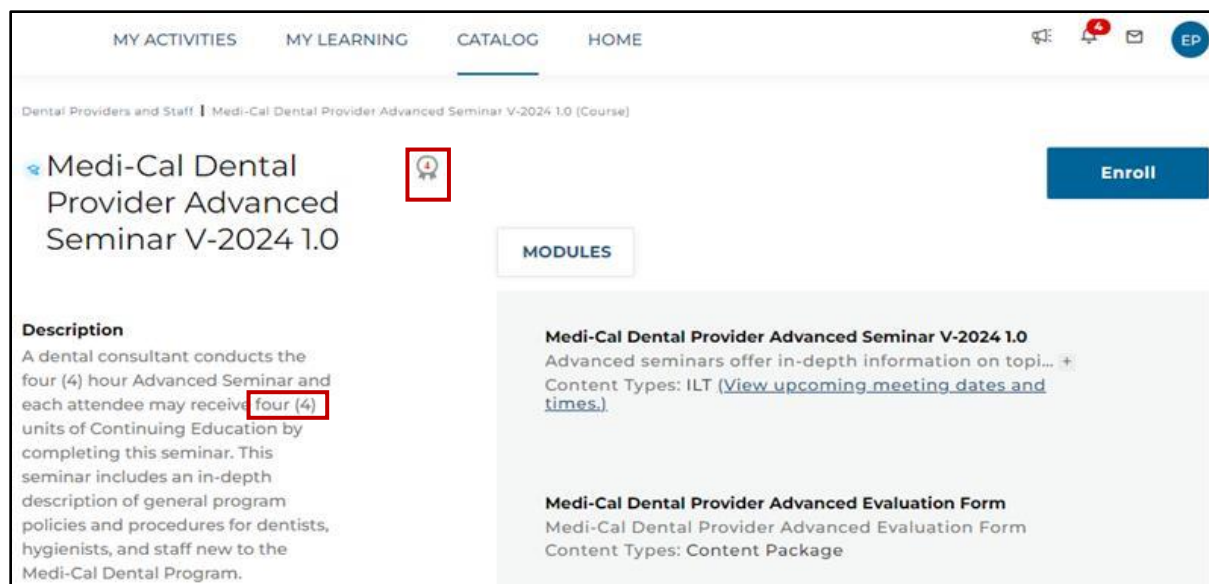 MY ACTIVITIES MY LEARNING CATALOG HOME
4
EP
Dental Providers and Staff | Medi-Cal Dental Provider Advanced Seminar V-2024 1.0 (Course)
Medi-Cal Dental
Provider Advanced
Seminar V-2024 1.0
4
Enroll
MODULES
Description
A dental consultant conducts the
four (4) hour Advanced Seminar and
each attendee may receive four (4)
units of Continuing Education by
completing this seminar. This
seminar includes an in-depth
description of general program
policies and procedures for dentists,
hygienists, and staff new to the
Medi-Cal Dental Program.
Medi-Cal Dental Provider Advanced Seminar V-2024 1.0
Advanced seminars offer in-depth information on topi... +
Content Types: ILT (View upcoming meeting dates and
times.)
Medi-Cal Dental Provider Advanced Evaluation Form
Medi-Cal Dental Provider Advanced Evaluation Form
Content Types: Content Package